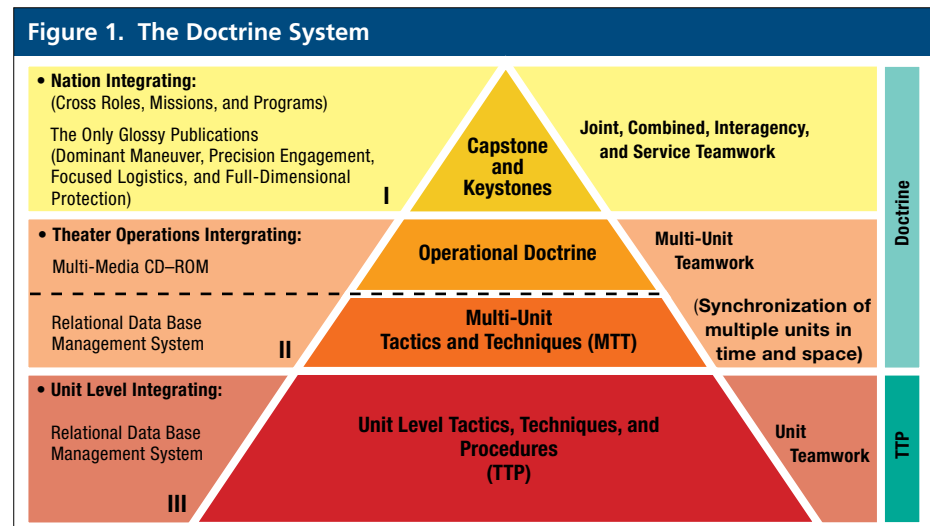 Figure 1. The Doctrine System
• Nation Integrating:
(Cross Roles, Missions, and Programs)
The Only Glossy Publications
(Dominant Maneuver, Precision Engagement,
Focused Logistics, and Full-Dimensional
Protection)
I
Capstone
and
Keystones
Joint, Combined, Interagency,
and Service Teamwork
Doctrine
• Theater Operations Intergrating:
Multi-Media CD–ROM
Operational Doctrine
Multi-Unit
Teamwork
Relational Data Base
Management System
II
Multi-Unit
Tactics and Techniques (MTT)
(Synchronization of
multiple units in
time and space)
• Unit Level Integrating:
Relational Data Base
Management System
III
Unit Level Tactics, Techniques, and
Procedures
(TTP)
Unit
Teamwork
TTP